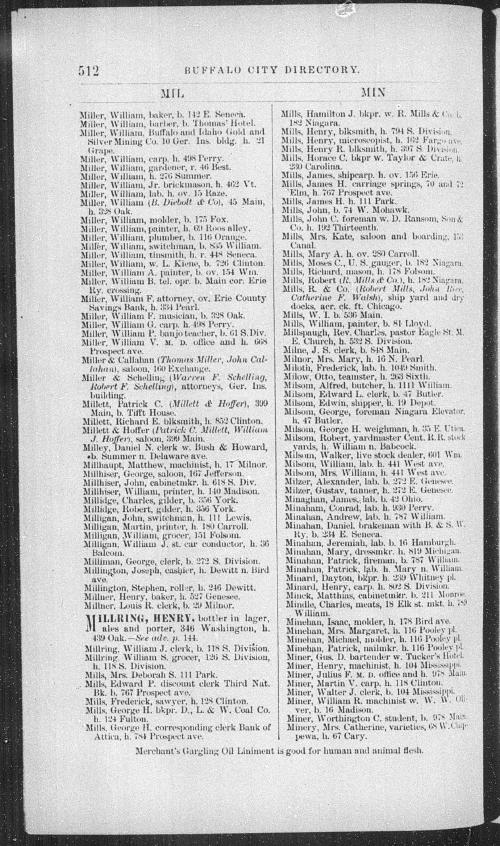 512
BUFFALO CITY DIRECTORY.
MIL
MIN
Miller, William, baker, b. 142 E. Seneca.
Miller, William, barber, b. Thomas' Hotel.
Miller, William, Buffalo and Idaho Gold and
Silver Mining Co. 10 Ger. Ins. bldg. h. 21
Grape.
Miller, William, carp. h. 498 Perry.
Miller, William, gardener, r. 46 Best.
Miller, William, h. 276 Summer.
Miller, William, Jr. brickmason, h. 462 Vt.
Miller, William, lab. h. ov. 15 Raze.
Miller, William (B. Diebolt & Co), 45 Main,
h. 328 Oak.
Miller, William, molder, b. 175 Fox.
Miller, William, painter, h. 69 Roos alley.
Miller, William, plumber, b. 116 Orange.
Miller, William, switchman, b. 835 William.
Miller, William, tinsmith, h. r. 448 Seneca.
Miller, William, w. L. Kiene, b. 726 Clinton.
Miller, William A. painter, b. ov. 154 Wm.
Miller, William B. tel. opr. b. Main cor. Erie
Ry. crossing.
Miller, William F. attorney, ov. Erie County
Savings Bank, h. 334 Pearl.
Miller, William F. musician, b. 328 Oak.
Miller, William G. carp. h. 498 Perry.
Miller, William P. banjo teacher, h. 61 S. Div.
Miller, William V. M. D. office and h. 668
Prospect ave.
Miller & Callahan (Thomas Miller, John Cal-
lahan), saloon, 160 Exchange.
Miller & Schelling (Warren F. Schelling,
Robert F. Schelling), attorneys, Ger. Ins.
building.
Millett, Patrick C. (Millett & Hoffer), 399
Main, b. Tifft House.
Millett, Richard E. blksmith, h. 852 Clinton.
Millett & Hoffer (Patrick C. Millett, William
J. Hoffer), saloon, 399 Main.
Milley, Daniel N. clerk w. Bush & Howard,
b. Summer n. Delaware ave.
Millhaupt, Matthew, machinist, h. 17 Milnor.
Millhiser, George, saloon, 167 Jefferson.
Milhiser, John, cabinetmkr. h. 618 S. Div.
Milhiser, William, printer, h. 140 Madison.
Millidge, Charles, gilder, b. 356 York.
Millidge, Robert, gilder, h. 356 York.
Milligan, John, switchman, h. 111 Lewis.
Milligan, Martin, printer, h. 180 Carroll.
Milligan, William, grocer, 151 Folsom.
Milligan, William J. st. car conductor, h. 36
Balcom.
Milliman, George, clerk, b. 272 S. Division.
Millington, Joseph, cashier, h. Dewitt n. Bird
ave.
Millington, Stephen, roller, h. 246 Dewitt.
Millner, Henry, baker, h. 527 Genesee.
Millner, Louis R. clerk, b. 29 Milnor.
MILLRING, HENRY, bottler in lager,
ales and porter, 346 Washington, h.
439 Oak.—See adv. p. 144.
Millring, William J. clerk, b. 118 S. Division.
Millring, William S. grocer, 126 S. Division,
h. 118 S. Division.
Mills, Mrs. Deborah S. 111 Park.
Mills, Edward P. discount clerk Third Nat.
Bk. b. 767 Prospect ave.
Mills, Frederick, sawyer, h. 128 Clinton.
Mills, George H. bkpr. D., L. & W. Coal Co.
h. 124 Fulton.
Mills, George H. corresponding clerk Bank of
Attica, h. 784 Prospect ave.
Mills, Hamilton J. bkpr. w. R. Mills & Co. h.
182 Niagara.
Mills, Henry, blksmith, h. 794 S. Division.
Mills, Henry, microscopist, h. 162 Fargo ave.
Mills, Henry R. blksmith, h. 397 S. Division.
Mills, Horace C. bkpr w. Taylor & Crate, h.
230 Carolina.
Mills, James, shipcarp. h. ov. 156 Erie.
Mills, James H. carriage springs, 70 and 72
Elm, h. 767 Prospect ave.
Mills, James H. h. 111 Park.
Mills, John, b. 74 W. Mohawk.
Mills, John C. foreman w. D. Ransom, Son &
Co. h. 192 Thirteenth.
Mills, Mrs. Kate, saloon and boarding,
Canal.
Mills, Mary A. h. ov. 280 Carroll.
Mills, Moses C., U. S. gauger, b. 182 Niagara.
Mills, Richard, mason, h. 178 Folsom.
Mills, Robert (R. Mills & Co.), h. 182 Niagara.
Mills, R. & Co. (Robert Mills, John Bier,
Catherine F. Walsh), ship yard and dry
docks, acr. ck. ft. Chicago.
Mills, W. I. b. 536 Main.
Mills, William, painter, b. 81 Lloyd.
Millspaugh, Rev. Charles, pastor Eagle St. M.
E. Church, h. 532 S. Division.
Milne, J. S. clerk, b. 848 Main.
Milnor, Mrs. Mary, h. 16 N. Pearl.
Miloth, Frederick, lab. h. 1049 Smith.
Milow, Otto, teamster, h. 263 Sixth.
Milsom, Alfred, butcher, h. 1111 William.
Milsom, Edward L. clerk, b. 47 Butler.
Milsom, Edwin, shipper, h. 19 Depot.
Milsom, George, foreman Niagara Elevator,
h. 47 Butler.
Milsom, George H. weighman, h. 35 E. Utica.
Milsom, Robert, yardmaster Cent. R. R. stock
yards, h. William n. Babcock.
Milsom, Walker, live stock dealer, 601 Wm.
Milsom, William, lab. h. 441 West ave.
Milsom, Mrs. William, h. 441 West ave.
Milzer, Alexander, lab. b. 272 E. Genesee.
Milzer, Gustav, tanner, h. 272 E. Genesee.
Minaghan, James, lab. b. 42 Ohio.
Minaham, Conrad, lab. h. 930 Perry.
Minahan, Andrew, lab. h. 787 William.
Minahan, Daniel, brakeman with B. & S. W.
Ry. b. 234 E. Seneca.
Minahan, Jeremiah, lab. b. 16 Hamburgh.
Minahan, Mary, dressmkr. h. 819 Michigan.
Minahan, Patrick, fireman, b. 787 William.
Minahan, Patrick, lab. h. Mary n. William.
Minard, Dayton, bkpr. h. 239 Whitney pl.
Minard, Henry, carp. h. 802 S. Division.
Minck, Matthias, cabinetmkr. b. 211 Monroe.
Mindle, Charles, meats, 18 Elk st. mkt. h. 789
William.
Minehan, Isaac, molder, h. 178 Bird ave.
Minehan, Mrs. Margaret, h. 116 Pooley pl.
Minehan, Michael, molder, h. 116 Pooley pl.
Minehan, Patrick, nailmkr. h. 116 Pooley pl.
Miner, Gus. D. bartender w. Tucker's Hotel.
Miner, Henry, machinist, h. 104 Mississippi.
Miner, Julius F. M. D. office and h. 978 Main.
Miner, Martin V. carp. h. 118 Clinton.
Miner, Walter J. clerk, b. 104 Mississippi.
Miner, William R. machinist w. W. W. Oli-
ver, b. 16 Madison.
Miner, Worthington C. student, b. 978 Main.
Minery, Mrs. Catherine, varieties, 68 W. Chip-
pewa, h. 67 Cary.
Merchant's Gargling Oil Liniment is good for human and animal flesh.